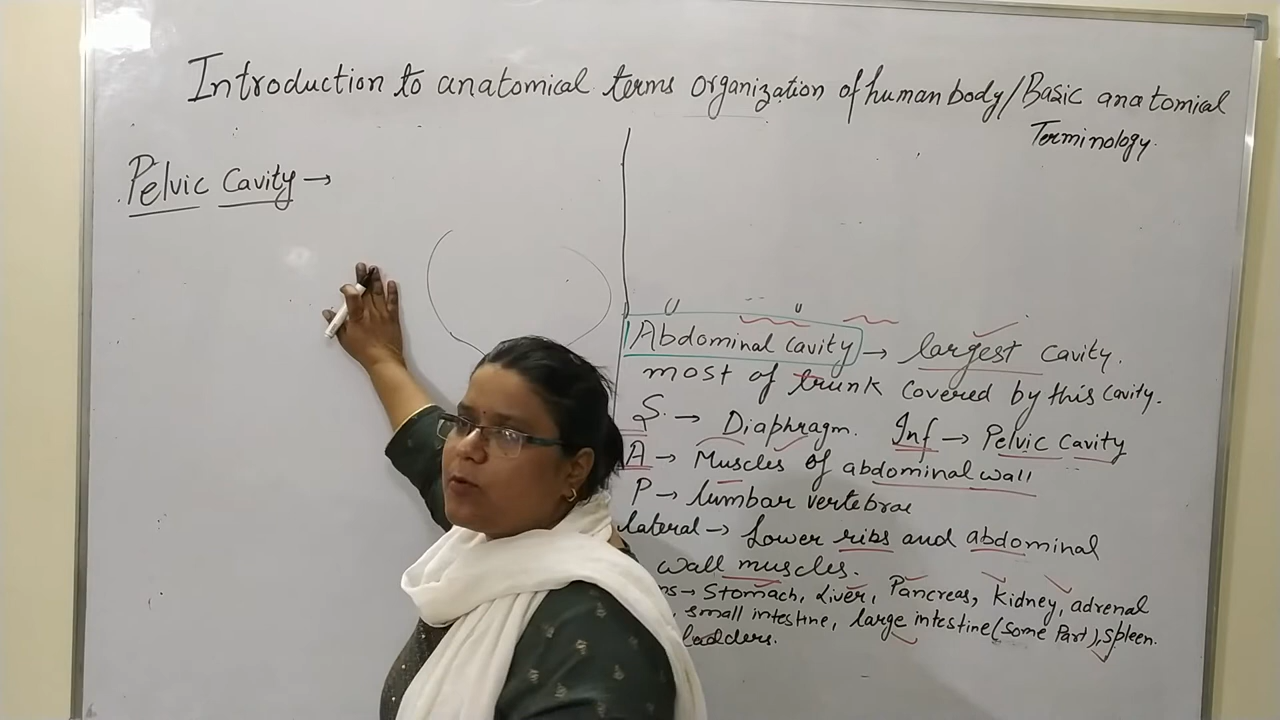 Introduction to anatomical terms organization of human body/Basic anatomical
Terminology.
Pelvic Cavity →
Abdominal cavity → largest cavity.
most of trunk covered by this cavity.
S. → Diaphragm. Inf → Pelvic Cavity
A → Muscles of abdominal wall
P → lumbar vertebrae
lateral → Lower ribs and abdominal
wall muscles.
ns → Stomach, Liver, Pancreas, Kidney, adrenal
, small intestine, large intestine (Some Part), Spleen.
ladders.